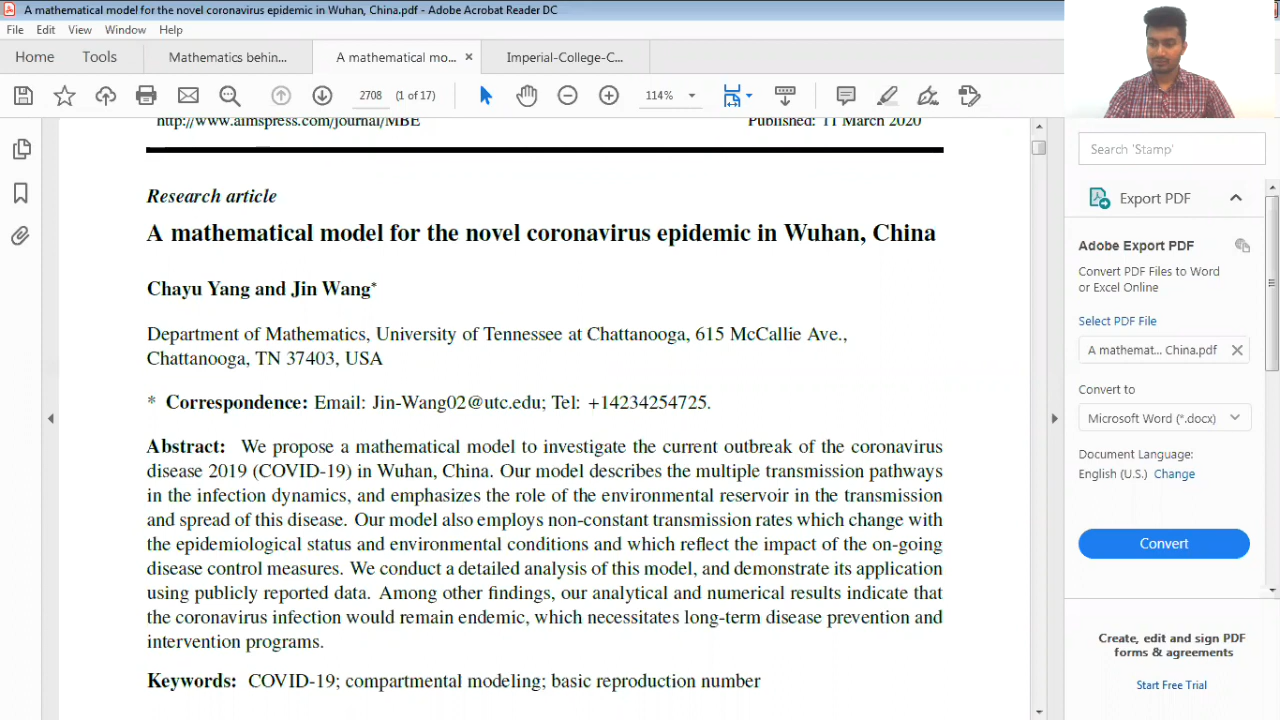 A mathematical model for the novel coronavirus epidemic in Wuhan, China.pdf - Adobe Acrobat Reader DC
File Edit View Window Help
Home Tools Mathematics behin... A mathematical mo... × Imperial-College-C...
2708 (1 of 17) 114%
http://www.aimspress.com/journal/MBE Published: 11 March 2020
Research article
A mathematical model for the novel coronavirus epidemic in Wuhan, China
Chayu Yang and Jin Wang*
Department of Mathematics, University of Tennessee at Chattanooga, 615 McCallie Ave.,
Chattanooga, TN 37403, USA
* Correspondence: Email: Jin-Wang02@utc.edu; Tel: +14234254725.
Abstract: We propose a mathematical model to investigate the current outbreak of the coronavirus
disease 2019 (COVID-19) in Wuhan, China. Our model describes the multiple transmission pathways
in the infection dynamics, and emphasizes the role of the environmental reservoir in the transmission
and spread of this disease. Our model also employs non-constant transmission rates which change with
the epidemiological status and environmental conditions and which reflect the impact of the on-going
disease control measures. We conduct a detailed analysis of this model, and demonstrate its application
using publicly reported data. Among other findings, our analytical and numerical results indicate that
the coronavirus infection would remain endemic, which necessitates long-term disease prevention and
intervention programs.
Keywords: COVID-19; compartmental modeling; basic reproduction number
Search 'Stamp'
Export PDF
Adobe Export PDF
Convert PDF Files to Word
or Excel Online
Select PDF File
A mathemat... China.pdf
Convert to
Microsoft Word (*.docx)
Document Language:
English (U.S.) Change
Convert
Create, edit and sign PDF
forms & agreements
Start Free Trial